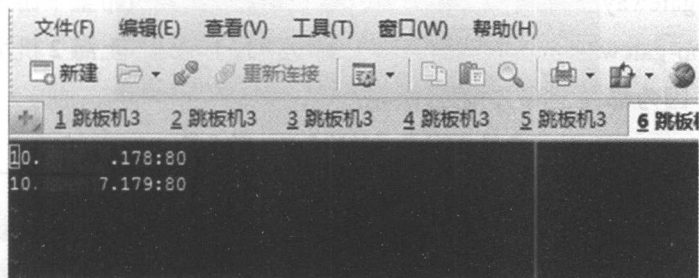 文件(F) 编辑(E) 查看(V) 工具(T) 窗口(W) 帮助(H)
新建 重新连接
1 跳板机3 2 跳板机3 3 跳板机3 4 跳板机3 5 跳板机3 6 跳板
10. .178:80
10. 7.179:80